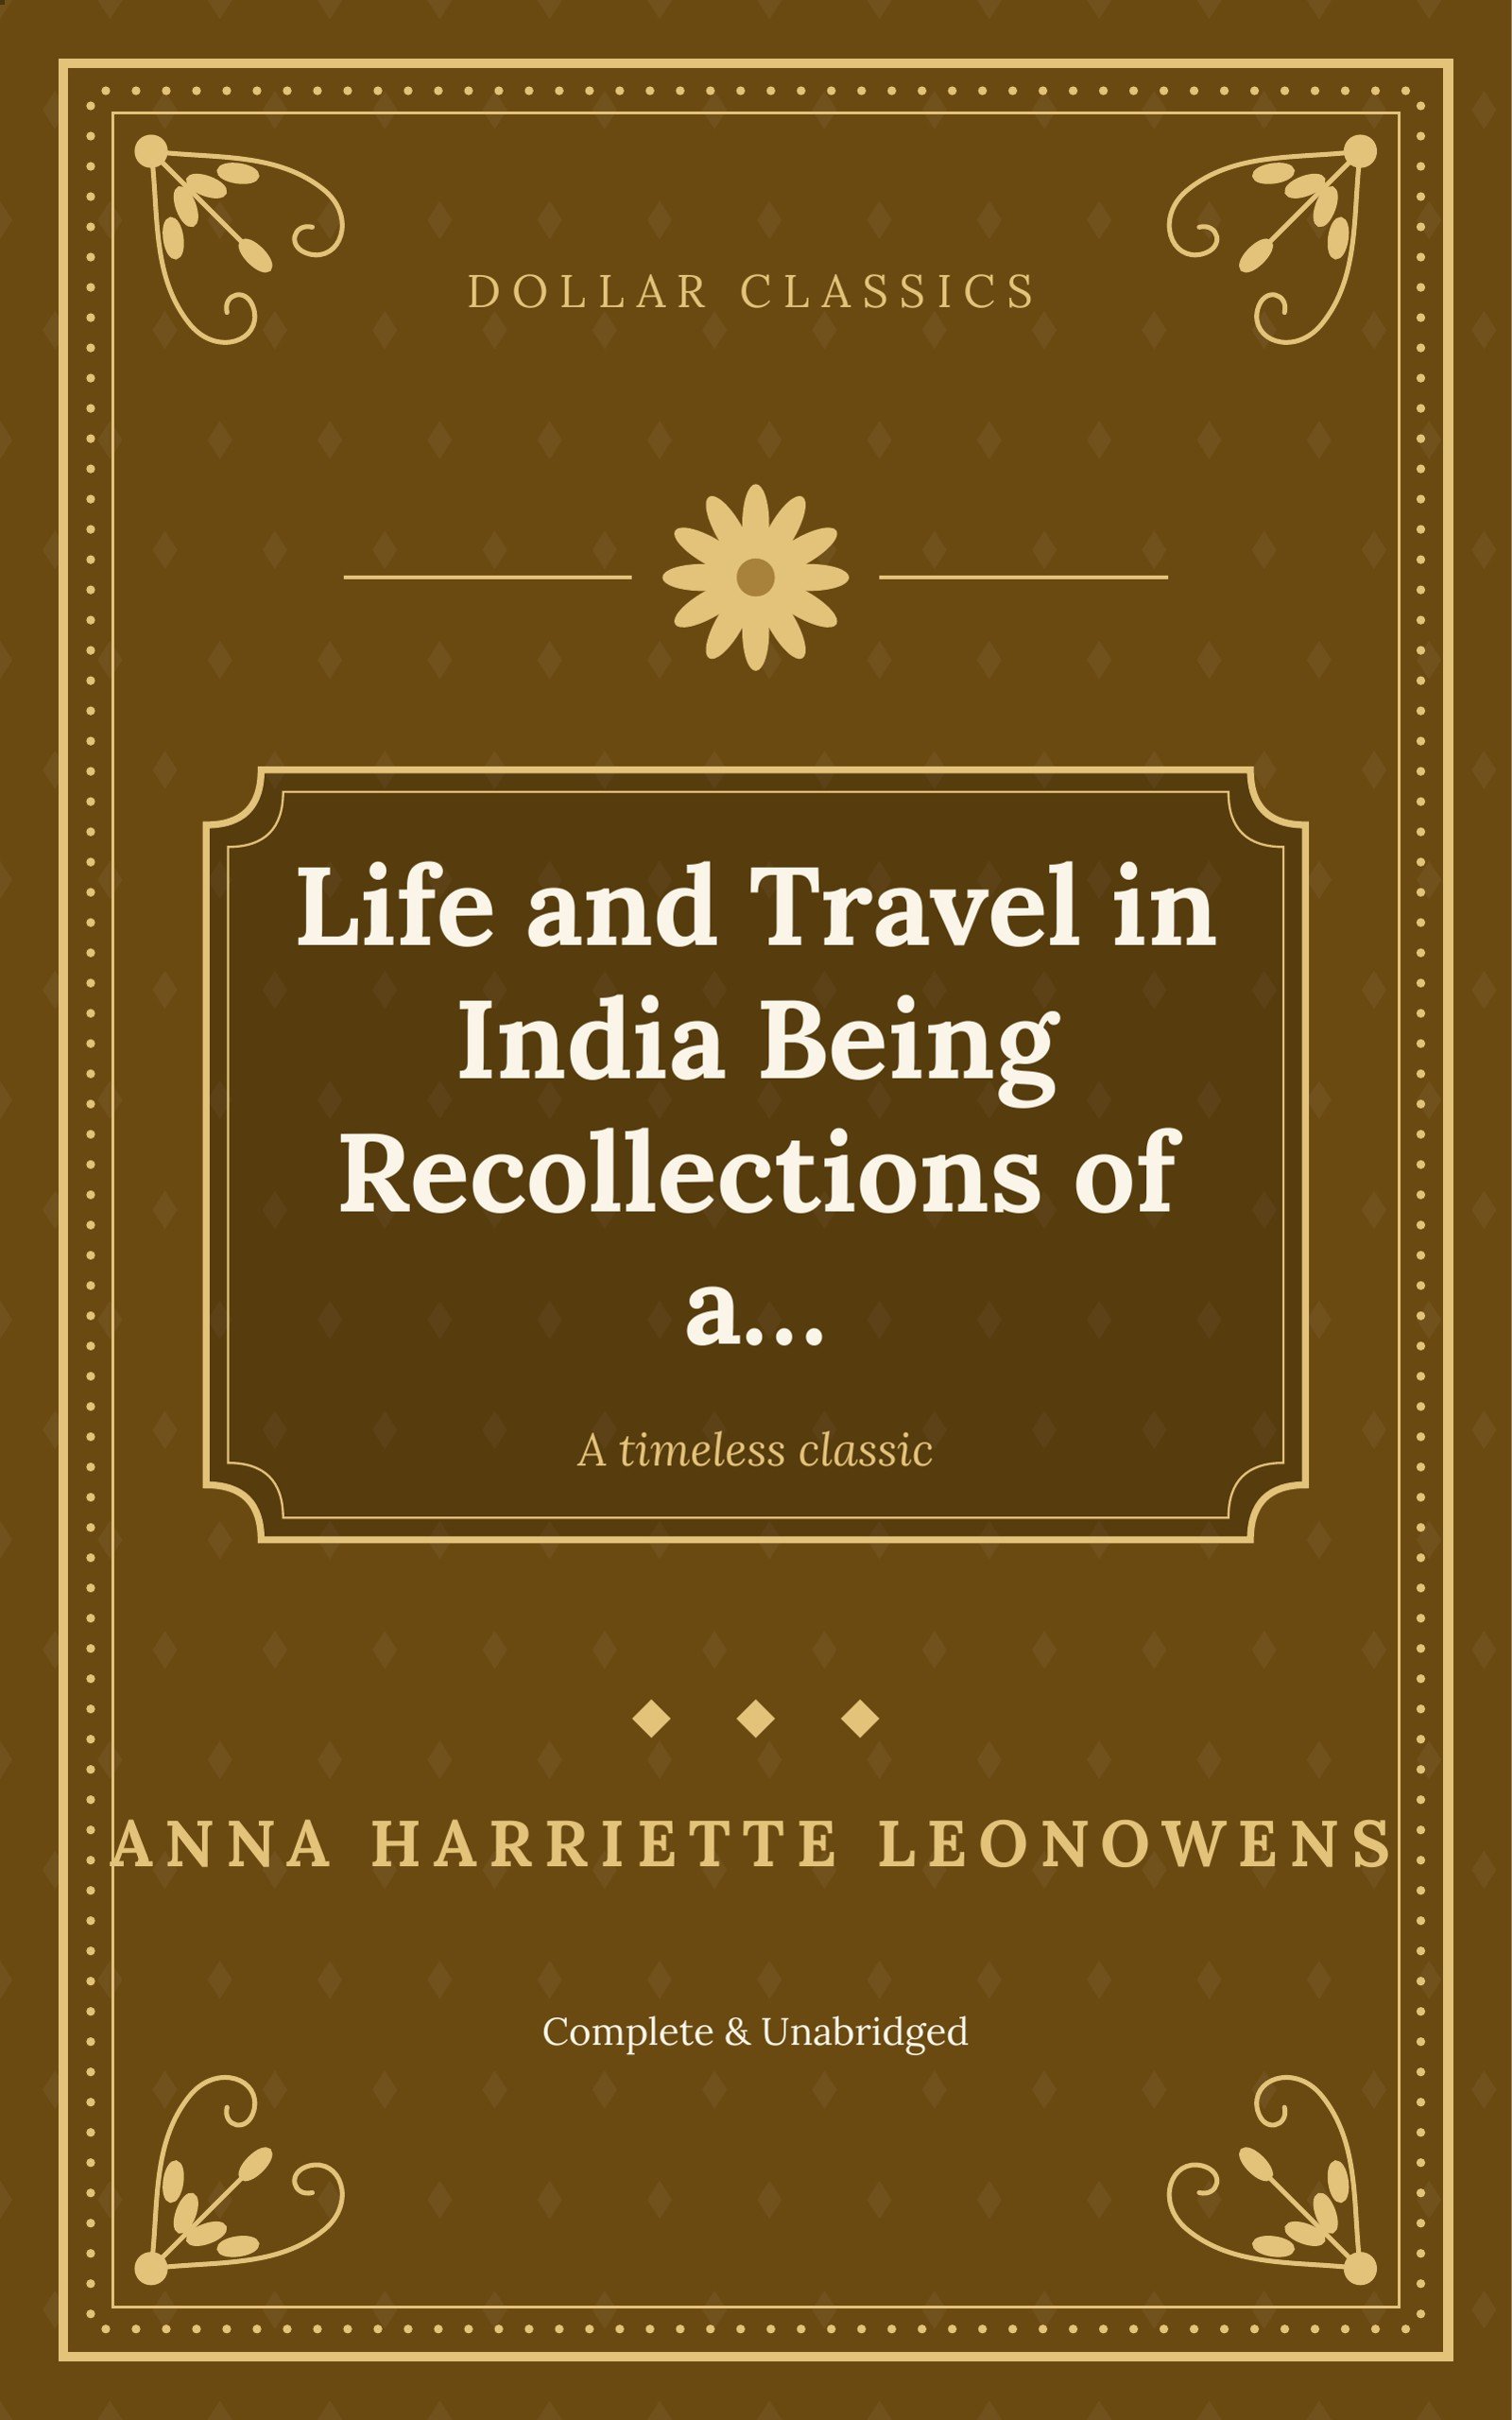 DOLLAR CLASSICS
Life and Travel in
India Being
Recollections of
a...
A timeless classic
ANNA HARRIETTE LEONOWENS
Complete & Unabridged